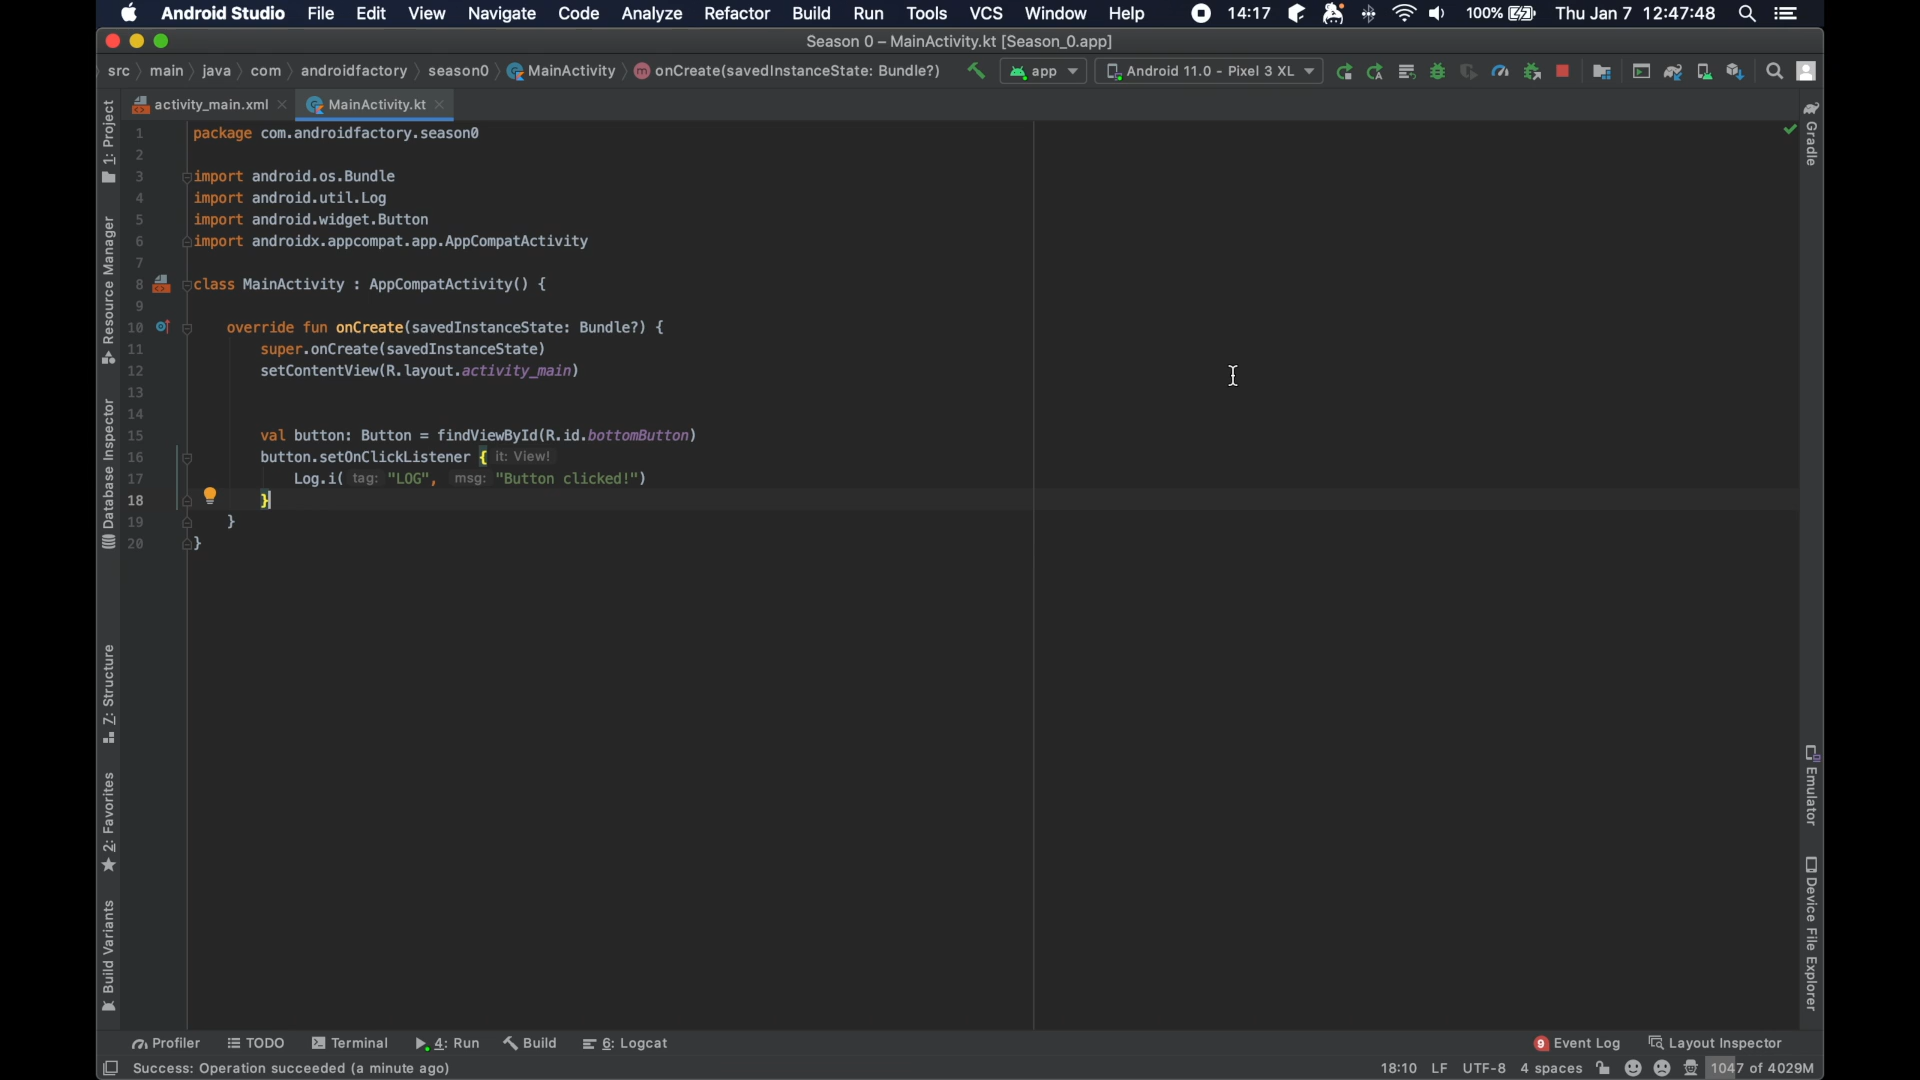 Android Studio File Edit View Navigate Code Analyze Refactor Build Run Tools VCS Window Help 14:17 100% Thu Jan 7 12:47:48
Season 0 – MainActivity.kt [Season_0.app]
src main java com androidfactory season0 MainActivity onCreate(savedInstanceState: Bundle?) app Android 11.0 - Pixel 3 XL
activity_main.xml MainActivity.kt
1 package com.androidfactory.season0
2
3 import android.os.Bundle
4 import android.util.Log
5 import android.widget.Button
6 import androidx.appcompat.app.AppCompatActivity
7
8 class MainActivity : AppCompatActivity() {
9
10 override fun onCreate(savedInstanceState: Bundle?) {
11 super.onCreate(savedInstanceState)
12 setContentView(R.layout.activity_main)
13
14
15 val button: Button = findViewById(R.id.bottomButton)
16 button.setOnClickListener { it: View!
17 Log.i( tag: "LOG", msg: "Button clicked!")
18 }
19 }
20 }
1: Project
Resource Manager
Database Inspector
Z: Structure
2: Favorites
Build Variants
Gradle
Emulator
Device File Explorer
Profiler TODO Terminal 4: Run Build 6: Logcat 9 Event Log Layout Inspector
Success: Operation succeeded (a minute ago) 18:10 LF UTF-8 4 spaces 1047 of 4029M